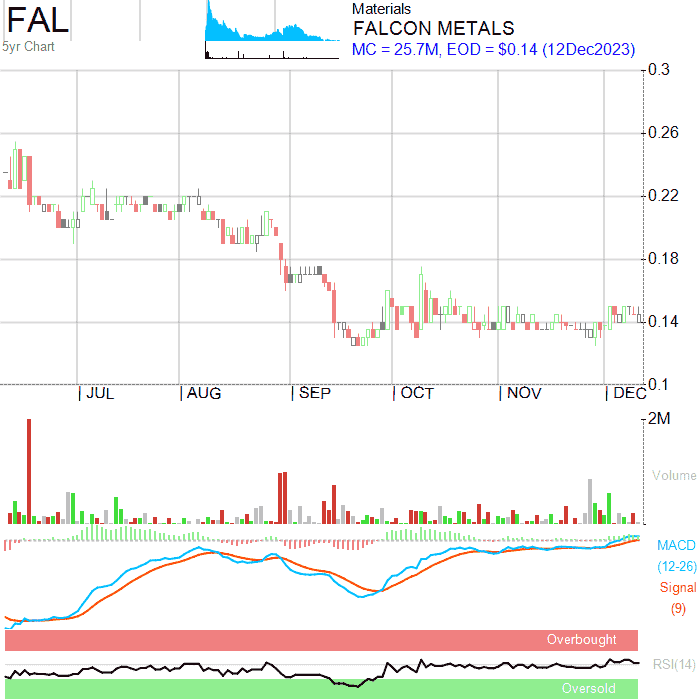 FAL
5yr Chart
Materials
FALCON METALS
MC = 25.7M, EOD = $0.14 (12Dec2023)
0.3
0.26
0.22
0.18
0.14
0.1
JUL AUG SEP OCT NOV DEC
2M
Volume
MACD
(12-26)
Signal
(9)
Overbought
RSI(14)
Oversold